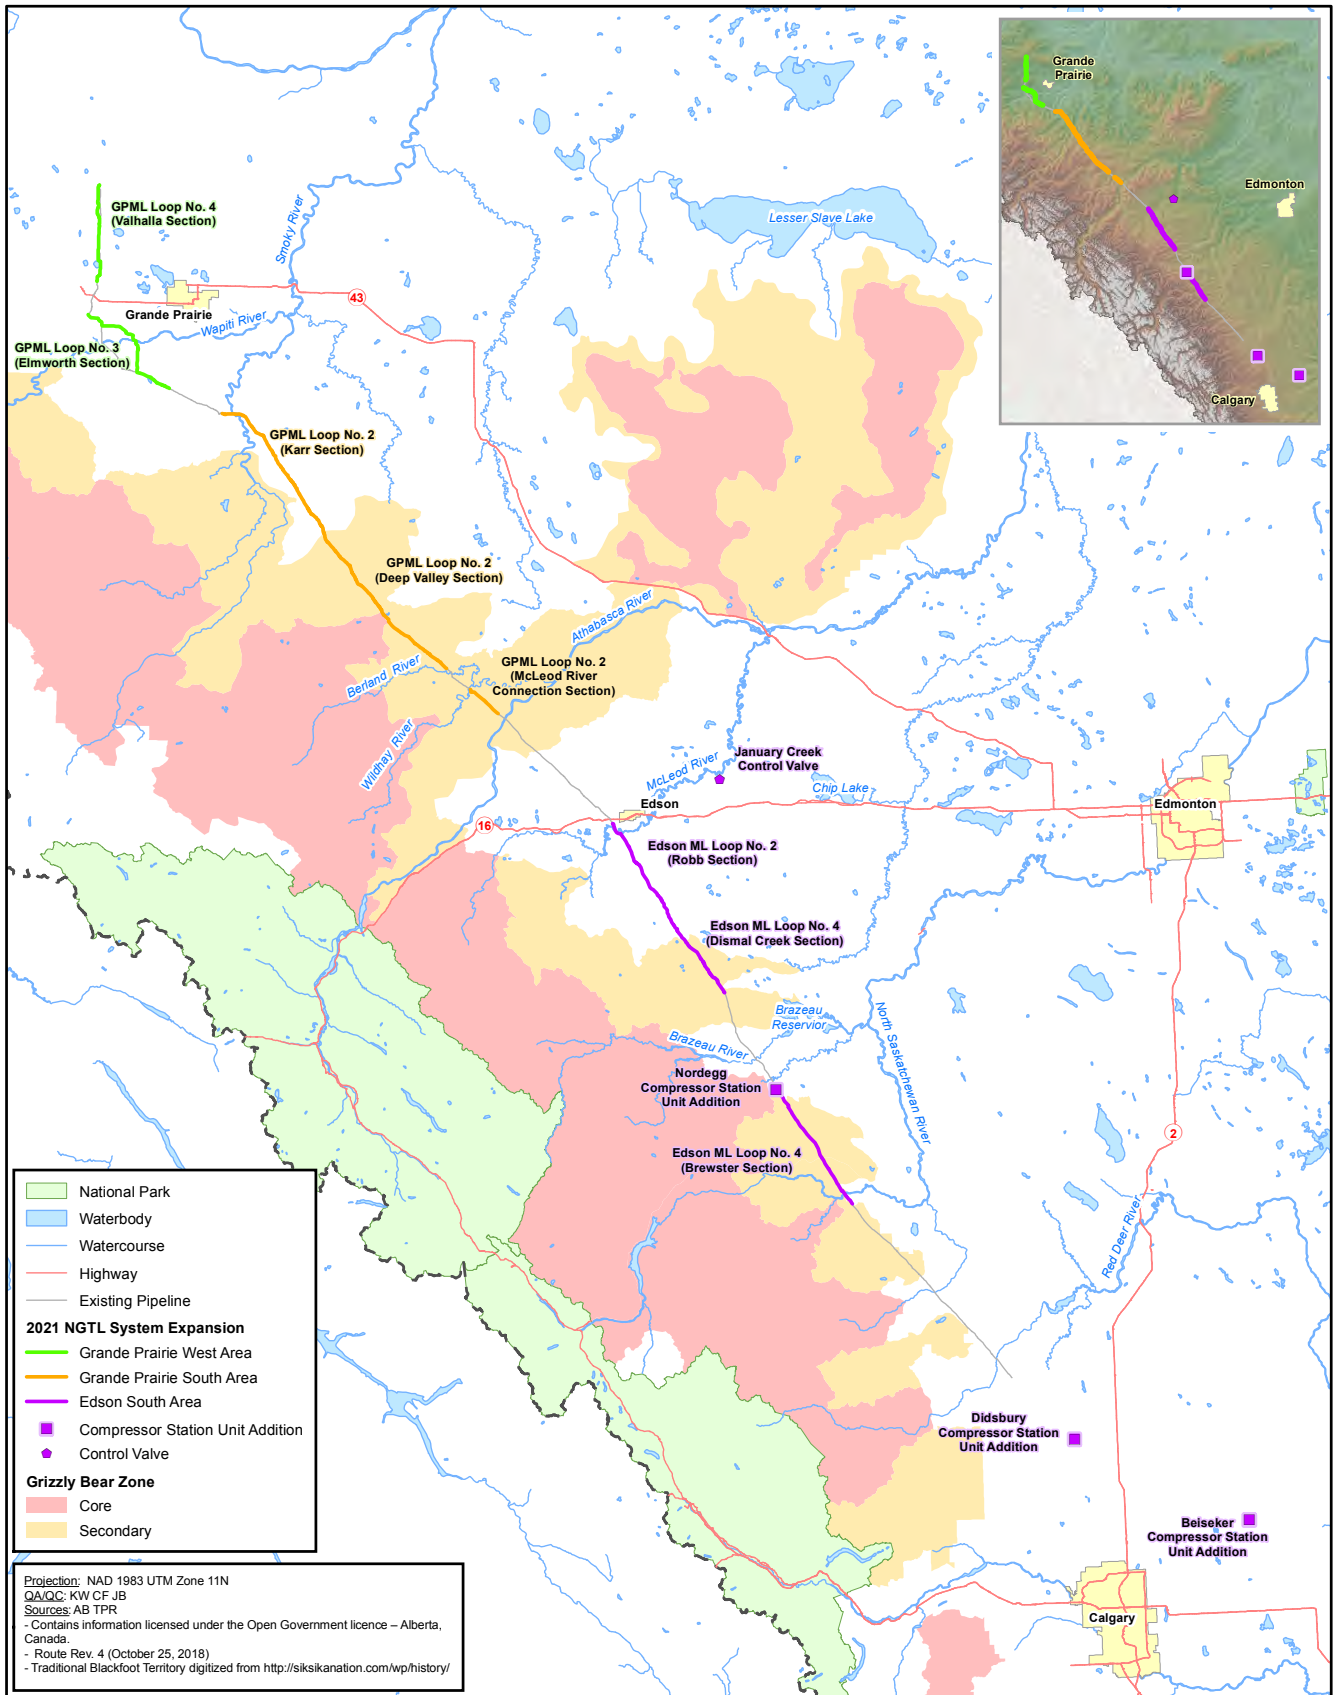 Grande
Prairie
Edmonton
Calgary
GPML Loop No. 4
(Valhalla Section)
Smoky River
Lesser Slave Lake
43
Grande Prairie
Wapiti River
GPML Loop No. 3
(Elmworth Section)
GPML Loop No. 2
(Karr Section)
GPML Loop No. 2
(Deep Valley Section)
Athabasca River
GPML Loop No. 2
(McLeod River
Connection Section)
Berland River
Wildhay River
January Creek
Control Valve
McLeod River
Chip Lake
Edson
Edmonton
16
Edson ML Loop No. 2
(Robb Section)
Edson ML Loop No. 4
(Dismal Creek Section)
Brazeau
Reservior
North Saskatchewan River
Brazeau River
Nordegg
Compressor Station
Unit Addition
2
Edson ML Loop No. 4
(Brewster Section)
Red Deer River
Didsbury
Compressor Station
Unit Addition
Beiseker
Compressor Station
Unit Addition
Calgary
National Park
Waterbody
Watercourse
Highway
Existing Pipeline
2021 NGTL System Expansion
Grande Prairie West Area
Grande Prairie South Area
Edson South Area
Compressor Station Unit Addition
Control Valve
Grizzly Bear Zone
Core
Secondary
Projection: NAD 1983 UTM Zone 11N
QA/QC: KW CF JB
Sources: AB TPR
- Contains information licensed under the Open Government licence – Alberta,
Canada.
- Route Rev. 4 (October 25, 2018)
- Traditional Blackfoot Territory digitized from http://siksikanation.com/wp/history/